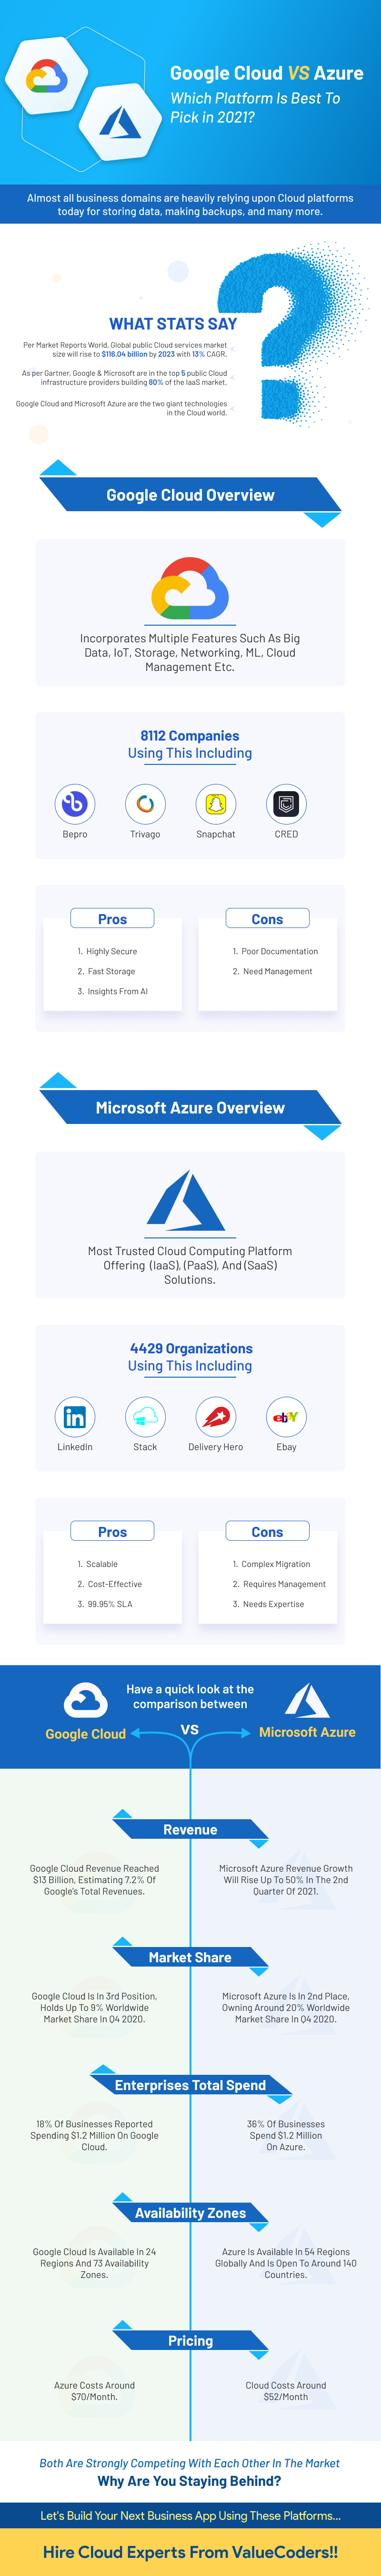 Google Cloud VS Azure
Which Platform Is Best To
Pick in 2021?
Almost all business domains are heavily relying upon Cloud platforms
today for storing data, making backups, and many more.
WHAT STATS SAY
Per Market Reports World, Global public Cloud services market
size will rise to $116.04 billion by 2023 with 13% CAGR.
As per Gartner, Google & Microsoft are in the top 5 public Cloud
infrastructure providers building 80% of the IaaS market.
Google Cloud and Microsoft Azure are the two giant technologies
in the Cloud world.
Google Cloud Overview
Incorporates Multiple Features Such As Big
Data, IoT, Storage, Networking, ML, Cloud
Management Etc.
8112 Companies
Using This Including
Bepro
Trivago
Snapchat
CRED
Pros
1. Highly Secure
2. Fast Storage
3. Insights From AI
Cons
1. Poor Documentation
2. Need Management
Microsoft Azure Overview
Most Trusted Cloud Computing Platform
Offering (IaaS), (PaaS), And (SaaS)
Solutions.
4429 Organizations
Using This Including
in
ebay
LinkedIn
Stack
Delivery Hero
Ebay
Pros
1. Scalable
2. Cost-Effective
3. 99.95% SLA
Cons
1. Complex Migration
2. Requires Management
3. Needs Expertise
Have a quick look at the
comparison between
Google Cloud
VS
Microsoft Azure
Revenue
Google Cloud Revenue Reached
$13 Billion, Estimating 7.2% Of
Google's Total Revenues.
Microsoft Azure Revenue Growth
Will Rise Up To 50% In The 2nd
Quarter Of 2021.
Market Share
Google Cloud Is In 3rd Position,
Holds Up To 9% Worldwide
Market Share In Q4 2020.
Microsoft Azure Is In 2nd Place,
Owning Around 20% Worldwide
Market Share In Q4 2020.
Enterprises Total Spend
18% Of Businesses Reported
Spending $1.2 Million On Google
Cloud.
36% Of Businesses
Spend $1.2 Million
On Azure.
Availability Zones
Google Cloud Is Available In 24
Regions And 73 Availability
Zones.
Azure Is Available In 54 Regions
Globally And Is Open To Around 140
Countries.
Pricing
Azure Costs Around
$70/Month.
Cloud Costs Around
$52/Month
Both Are Strongly Competing With Each Other In The Market
Why Are You Staying Behind?
Let's Build Your Next Business App Using These Platforms...
Hire Cloud Experts From ValueCoders!!